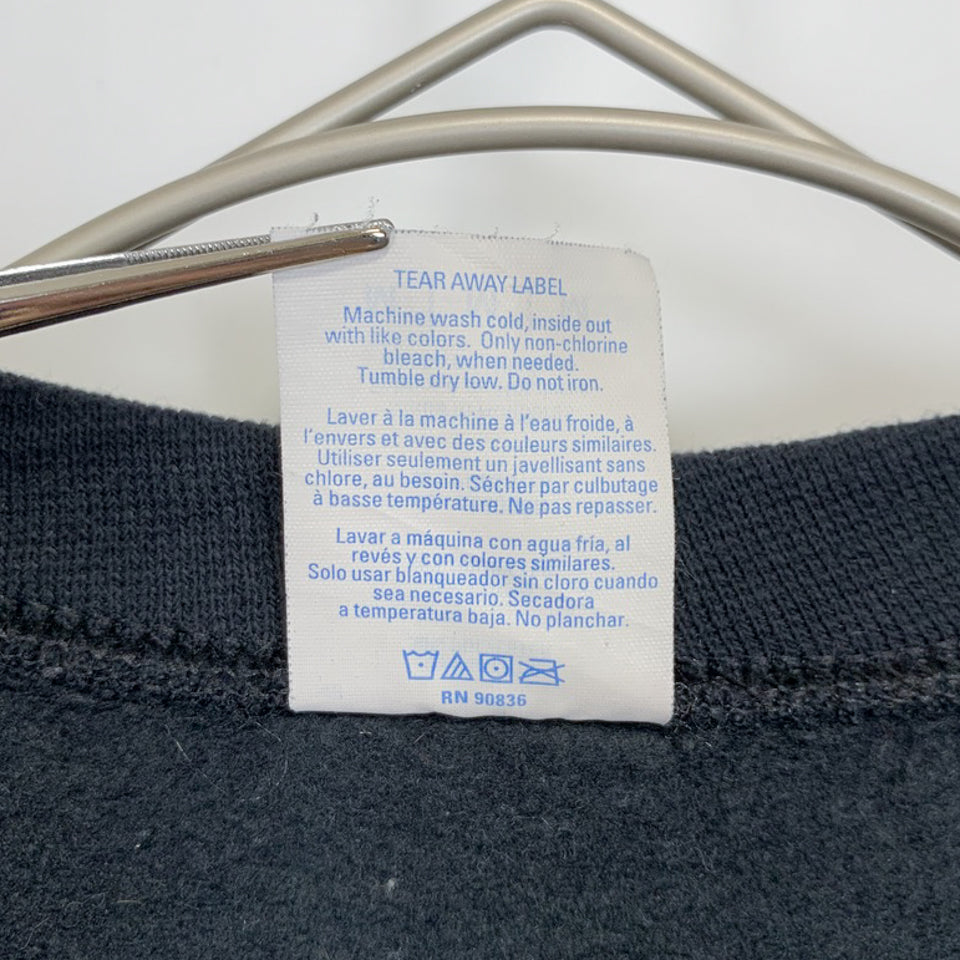 TEAR AWAY LABEL
Machine wash cold, inside out
with like colors. Only non-chlorine
bleach, when needed.
Tumble dry low. Do not iron.
Laver à la machine à l'eau froide, à
l'envers et avec des couleurs similaires.
Utiliser seulement un javellisant sans
chlore, au besoin. Sécher par culbutage
à basse température. Ne pas repasser.
Lavar a máquina con agua fría, al
revés y con colores similares.
Solo usar blanqueador sin cloro cuando
sea necesario. Secadora
a temperatura baja. No planchar.
RN 90836